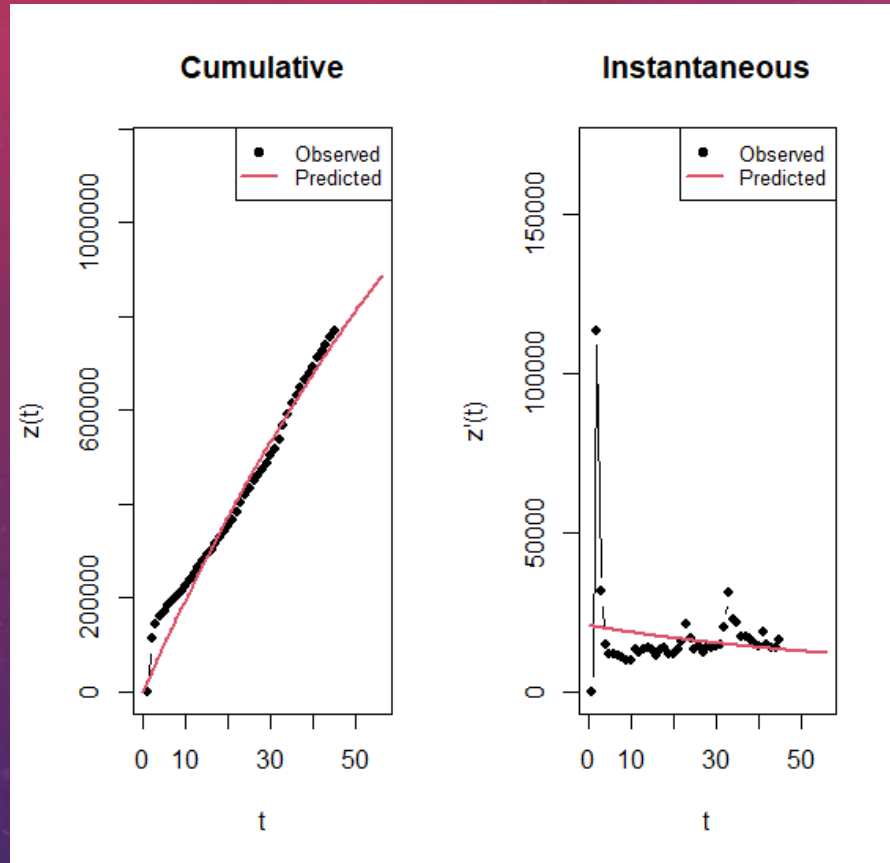 Cumulative
Observed
Predicted
z(t)
0
200000
600000
1000000
0
10
30
50
t
Instantaneous
Observed
Predicted
z'(t)
0
50000
100000
150000
0
10
30
50
t